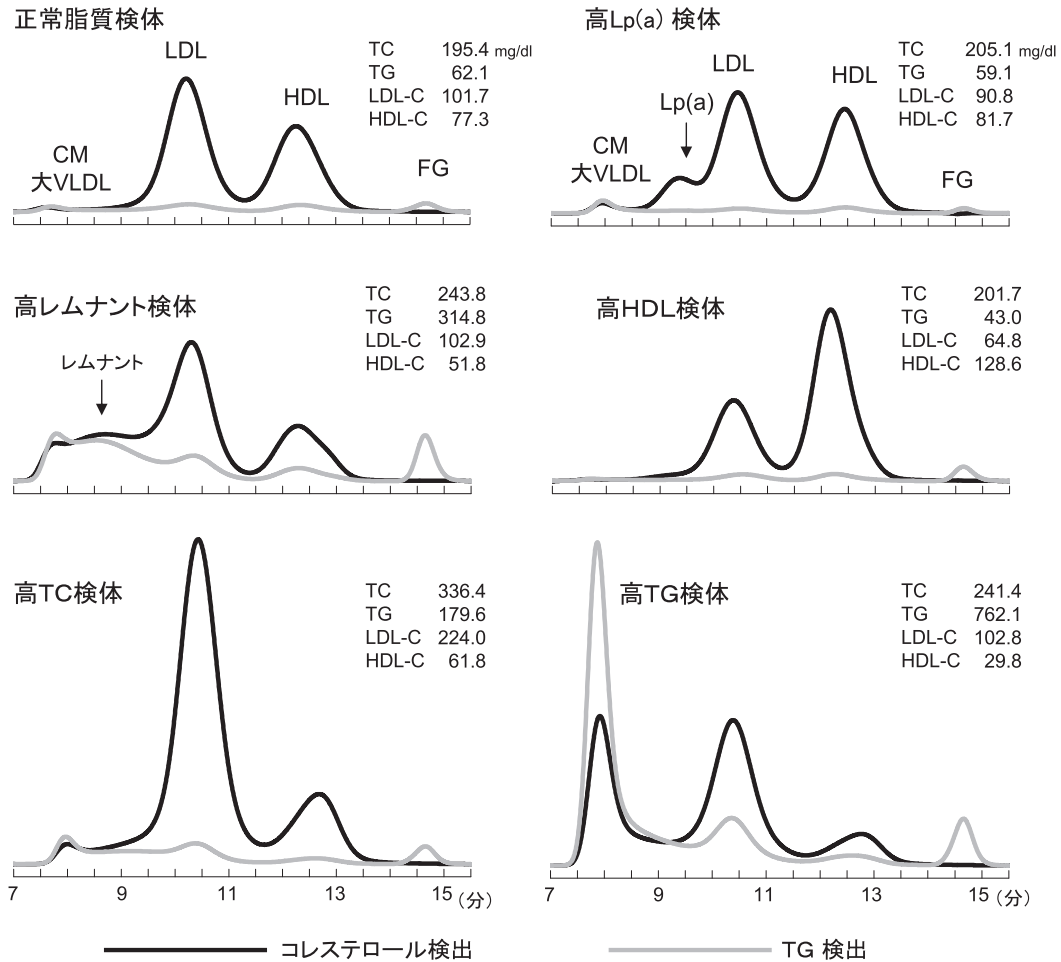 正常脂質検体
LDL
HDL
CM
大VLDL
FG
TC 195.4 mg/dl
TG 62.1
LDL-C 101.7
HDL-C 77.3
高Lp(a) 検体
LDL
HDL
Lp(a)
CM
大VLDL
FG
TC 205.1 mg/dl
TG 59.1
LDL-C 90.8
HDL-C 81.7
高レムナント検体
レムナント
TC 243.8
TG 314.8
LDL-C 102.9
HDL-C 51.8
高HDL検体
TC 201.7
TG 43.0
LDL-C 64.8
HDL-C 128.6
高TC検体
TC 336.4
TG 179.6
LDL-C 224.0
HDL-C 61.8
7 9 11 13 15 (分)
高TG検体
TC 241.4
TG 762.1
LDL-C 102.8
HDL-C 29.8
7 9 11 13 15 (分)
コレステロール検出
TG 検出